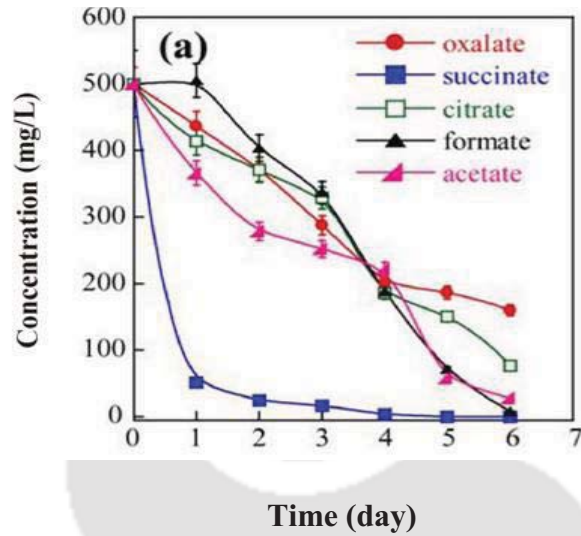 (a)
oxalate
succinate
citrate
formate
acetate
Concentration (mg/L)
600
500
400
300
200
100
0
0 1 2 3 4 5 6 7
Time (day)